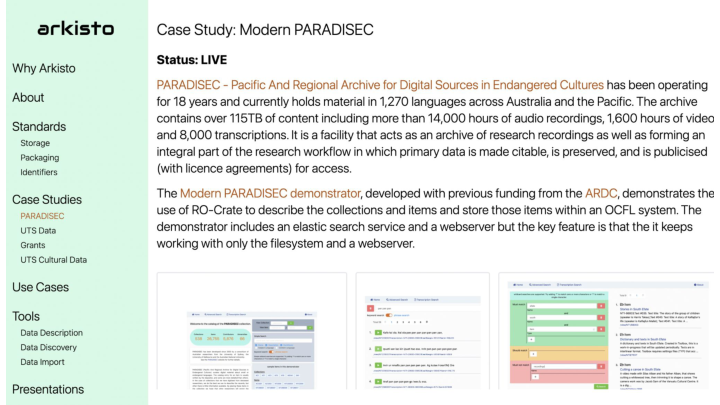 arkisto
Why Arkisto
About
Standards
Storage
Packaging
Identifiers
Case Studies
PARADISEC
UTS Data
Grants
UTS Cultural Data
Use Cases
Tools
Data Description
Data Discovery
Data Import
Presentations
Case Study: Modern PARADISEC
Status: LIVE
PARADISEC - Pacific And Regional Archive for Digital Sources in Endangered Cultures has been operating
for 18 years and currently holds material in 1,270 languages across Australia and the Pacific. The archive
contains over 115TB of content including more than 14,000 hours of audio recordings, 1,600 hours of video
and 8,000 transcriptions. It is a facility that acts as an archive of research recordings as well as forming an
integral part of the research workflow in which primary data is made citable, is preserved, and is publicised
(with licence agreements) for access.
The Modern PARADISEC demonstrator, developed with previous funding from the ARDC, demonstrates the
use of RO-Crate to describe the collections and items and store those items within an OCFL system. The
demonstrator includes an elastic search service and a webserver but the key feature is that the it keeps
working with only the filesystem and a webserver.